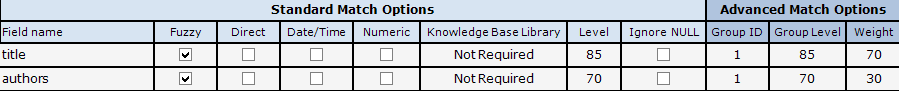 Standard Match Options Advanced Match Options
Field name Fuzzy Direct Date/Time Numeric Knowledge Base Library Level Ignore NULL Group ID Group Level Weight
title Not Required 85 1 85 70
authors Not Required 70 1 70 30